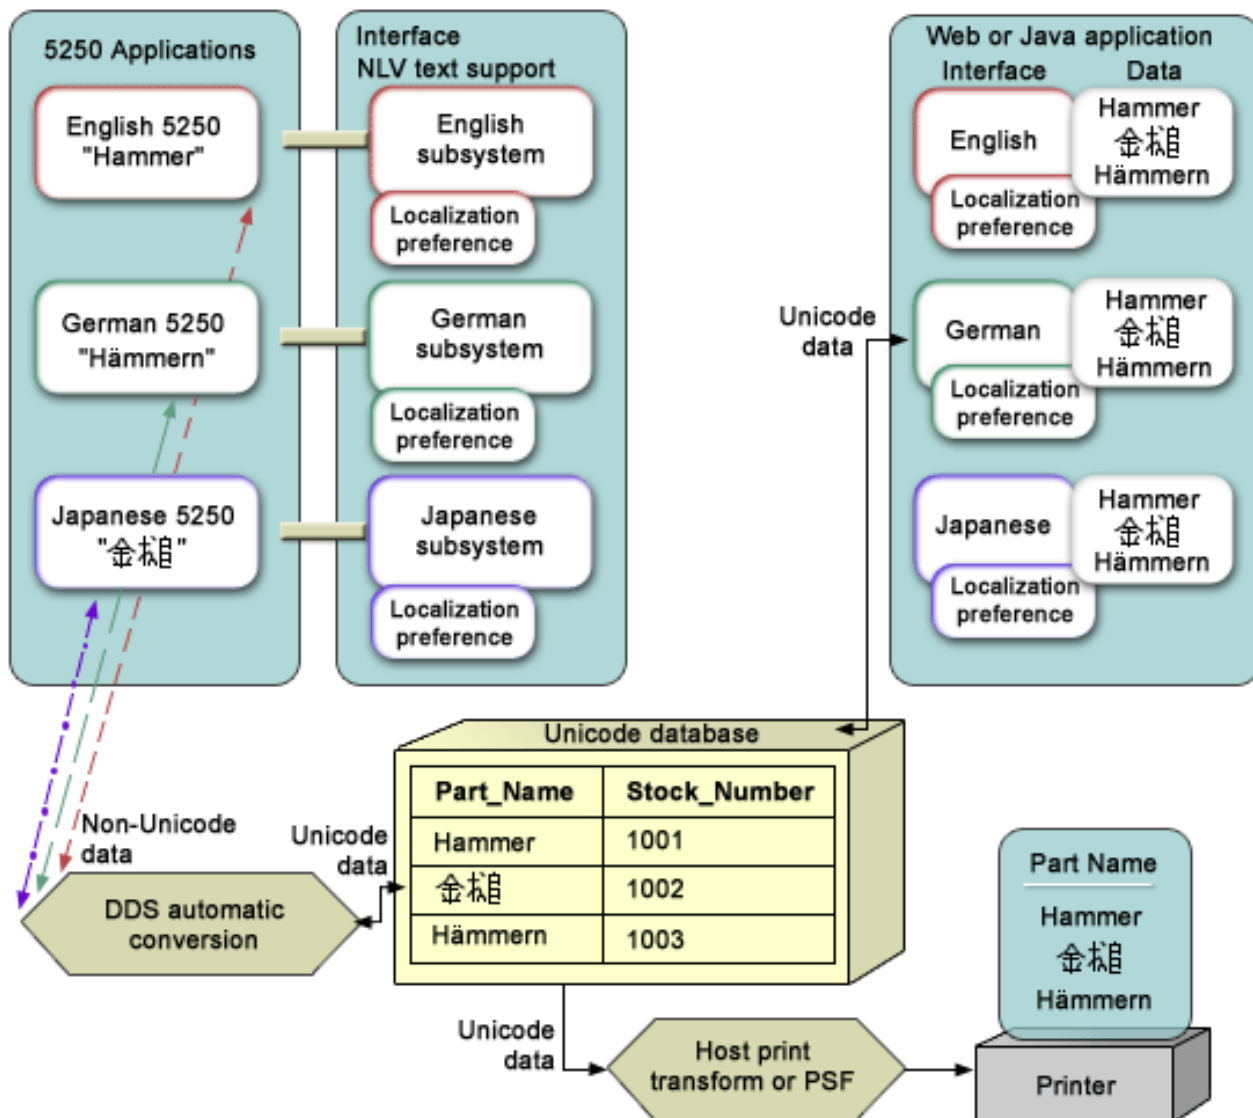 5250 Applications
English 5250
"Hammer"
German 5250
"Hämmern"
Japanese 5250
"金槌"
Interface
NLV text support
English
subsystem
Localization
preference
German
subsystem
Localization
preference
Japanese
subsystem
Localization
preference
Web or Java application
Interface
Data
English
Localization
preference
Hammer
金槌
Hämmern
German
Localization
preference
Hammer
金槌
Hämmern
Japanese
Localization
preference
Hammer
金槌
Hämmern
Unicode
data
Non-Unicode
data
DDS automatic
conversion
Unicode
data
Unicode database
Part_Name Stock_Number
Hammer 1001
金槌 1002
Hämmern 1003
Unicode
data
Host print
transform or PSF
Part Name
Hammer
金槌
Hämmern
Printer